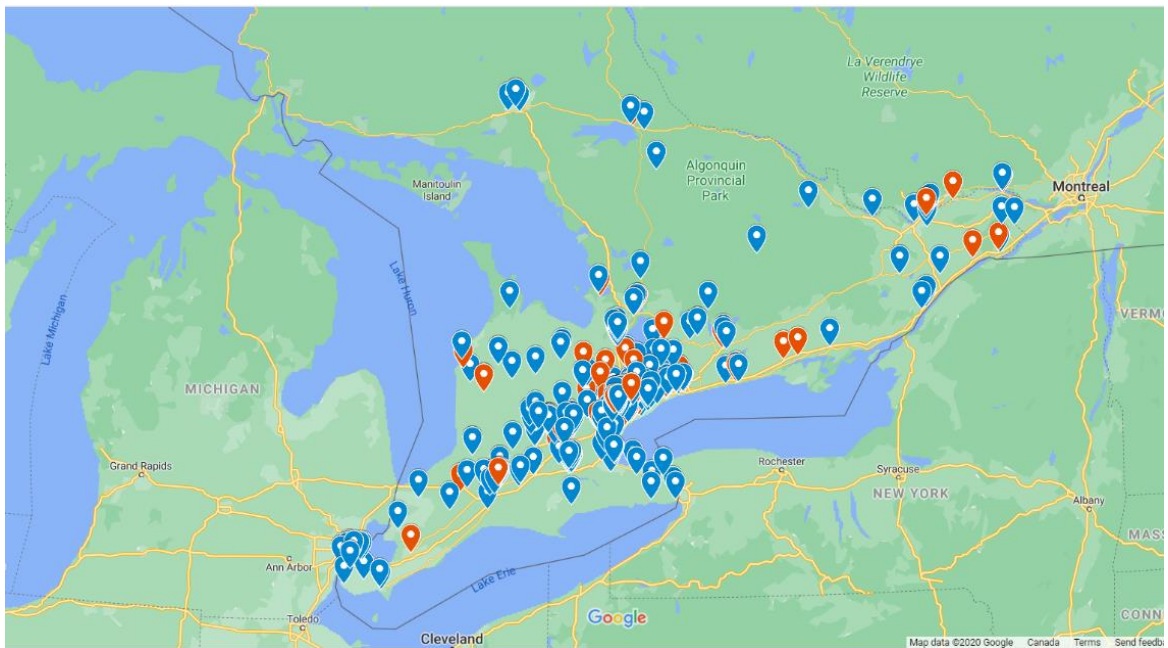 La Verendrye
Wildlife
Reserve
Algonquin
Provincial
Park
Manitoulin
Island
Montreal
Lake Huron
Lake Michigan
VERMO
MICHIGAN
Grand Rapids
Rochester
Syracuse
NEW YORK
Albany
MASS
Ann Arbor
Lake Erie
Toledo
Google
CONN
Cleveland
Map data ©2020 Google Canada Terms Send feedba